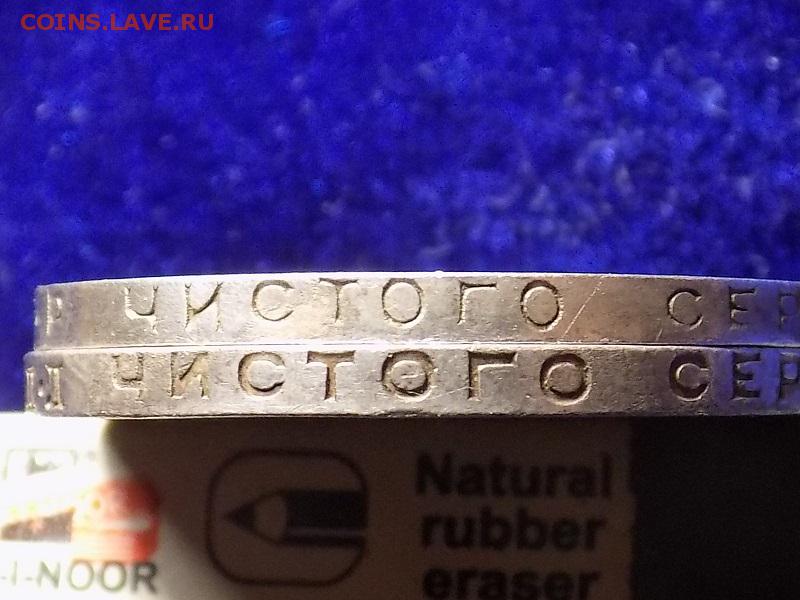 COINS.LAVE.RU
Р ЧИСТОГО СЕР
ЧИСТОГО СЕР
Natural
rubber
eraser
-I-NOOR